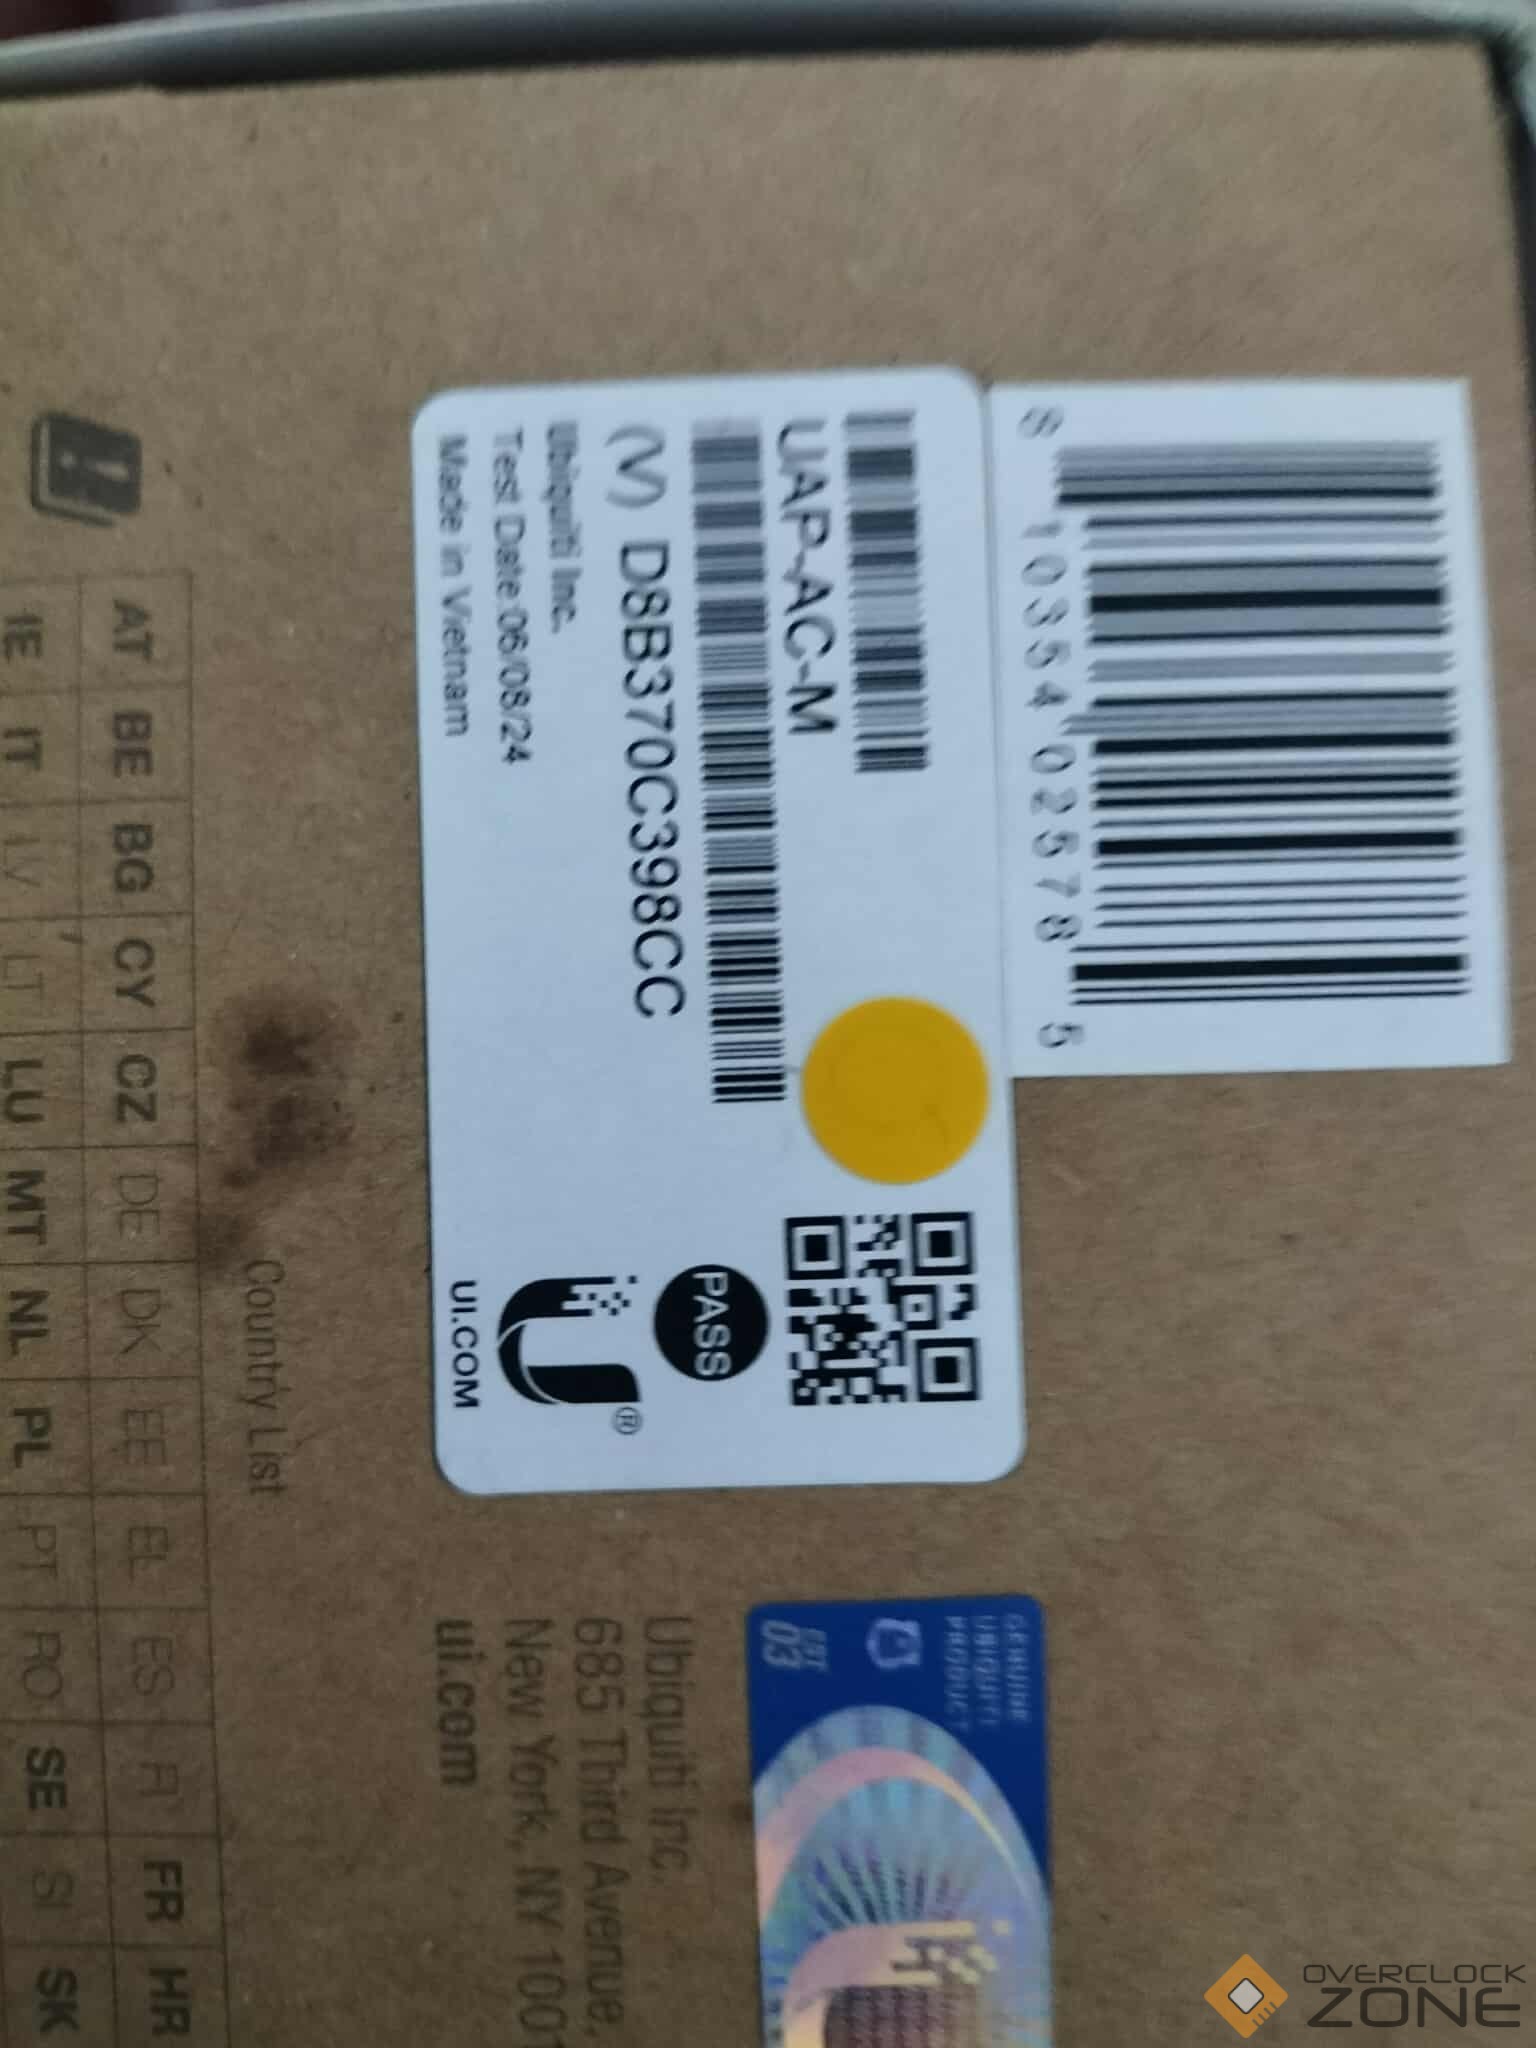 8 10354 02578 5
UAP-AC-M
(V) D8B370C398CC
Ubiquiti Inc.
Test Date:06/08/24
Made in Vietnam
PASS
®
UI.COM
GENUINE
UBIQUITI
PRODUCT
EST
03
Ubiquiti Inc.
685 Third Avenue,
New York, NY 100
ui.com
Country List
AT BE BG CY CZ DE DK EE EL ES FI FR HR
IE IT LV LT LU MT NL PL PT RO SE SI SK
OVERCLOCK
ZONE